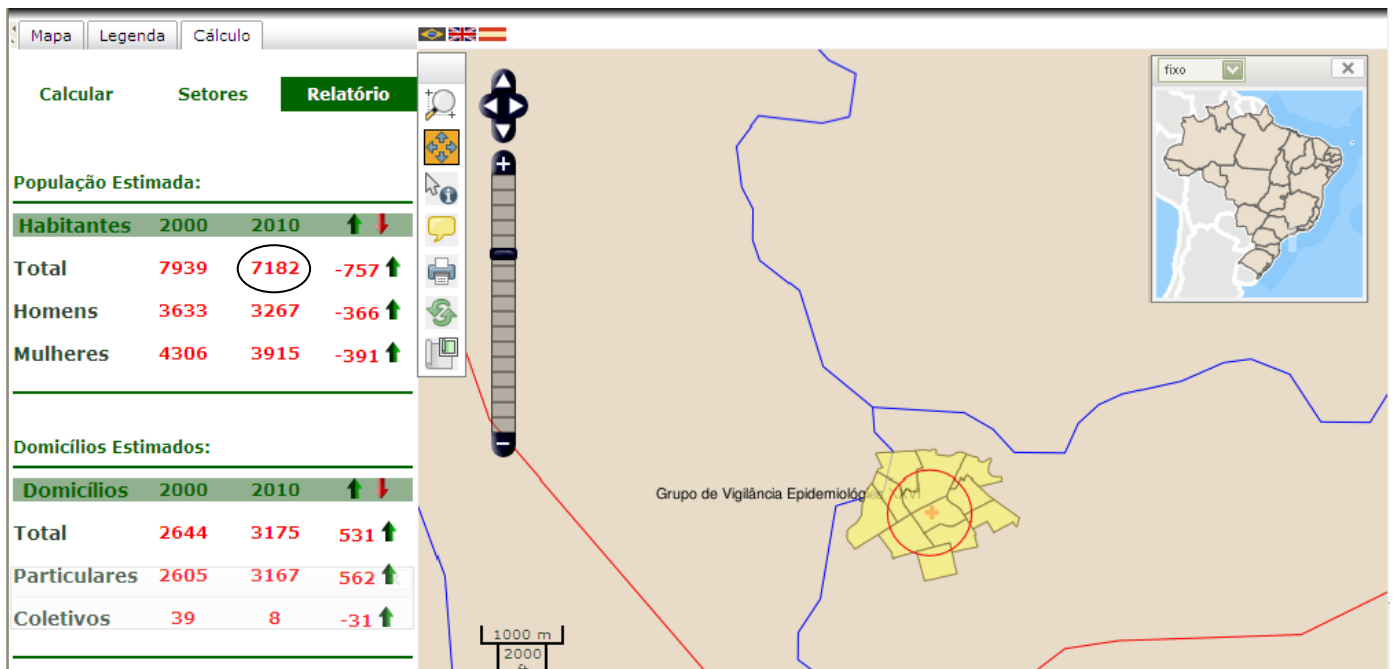 Mapa Legenda Cálculo
Calcular Setores Relatório
População Estimada:
Habitantes 2000 2010
Total 7939 7182 -757
Homens 3633 3267 -366
Mulheres 4306 3915 -391
Domicílios Estimados:
Domicílios 2000 2010
Total 2644 3175 531
Particulares 2605 3167 562
Coletivos 39 8 -31
fixo
Grupo de Vigilância XXVI
1000 m
2000
ft